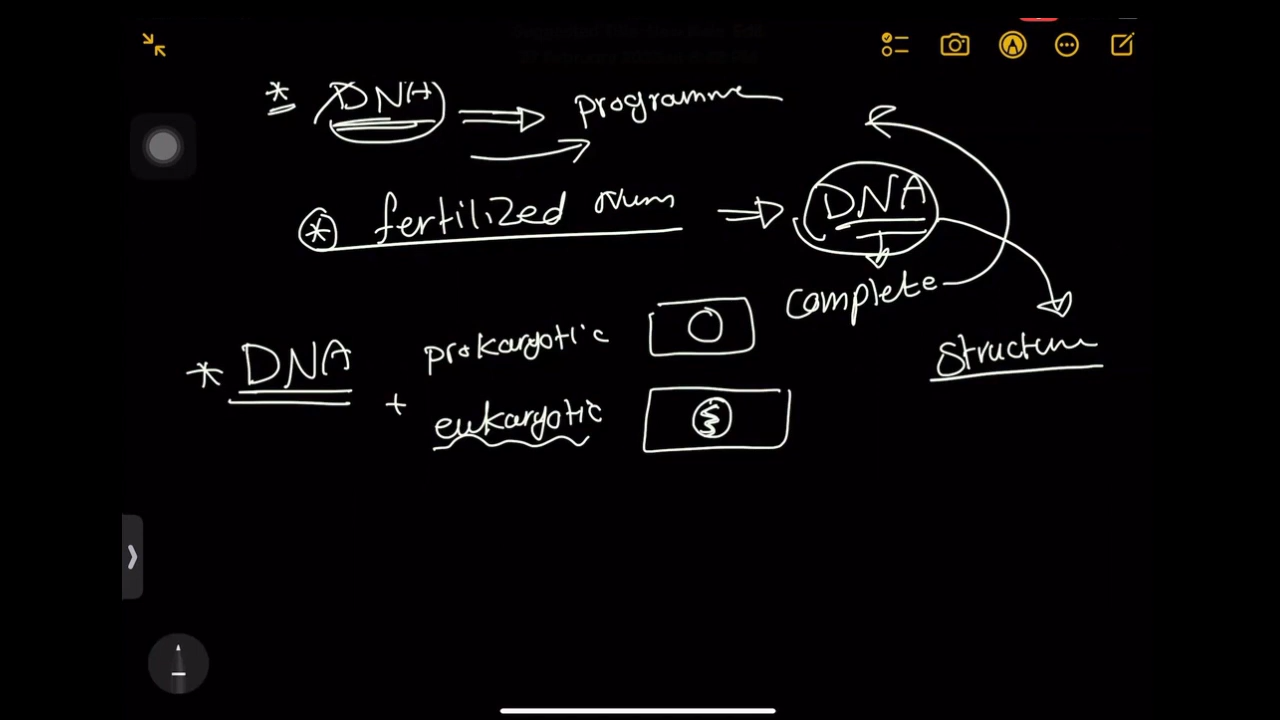 * DNA ⇒ programme
* fertilized ovum ⇒ DNA
complete
structure
* DNA
prokaryotic
+ eukaryotic